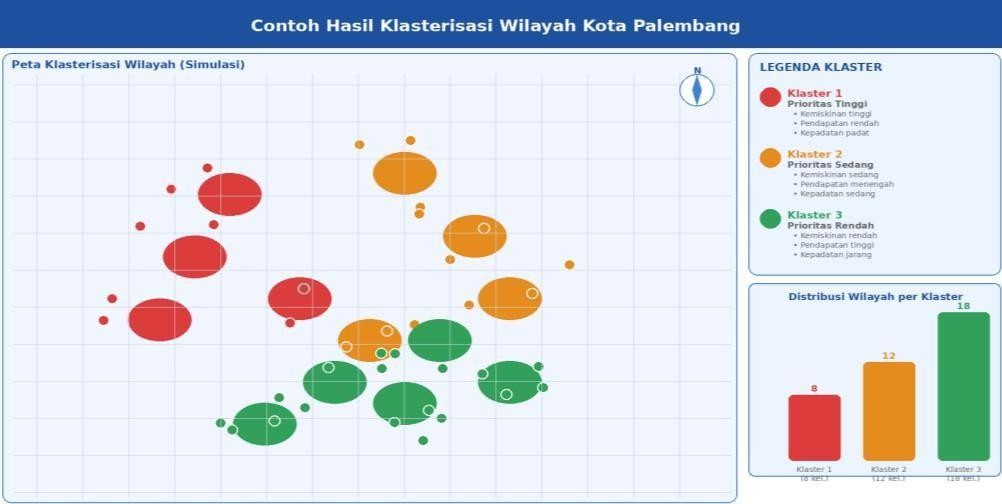 Contoh Hasil Klasterisasi Wilayah Kota Palembang
Peta Klasterisasi Wilayah (Simulasi)
N
LEGENDA KLASTER
Klaster 1
Prioritas Tinggi
• Kemiskinan tinggi
• Pendapatan rendah
• Kepadatan padat
Klaster 2
Prioritas Sedang
• Kemiskinan sedang
• Pendapatan menengah
• Kepadatan sedang
Klaster 3
Prioritas Rendah
• Kemiskinan rendah
• Pendapatan tinggi
• Kepadatan jarang
Distribusi Wilayah per Klaster
8
12
18
Klaster 1
(8 kel.)
Klaster 2
(12 kel.)
Klaster 3
(18 kel.)